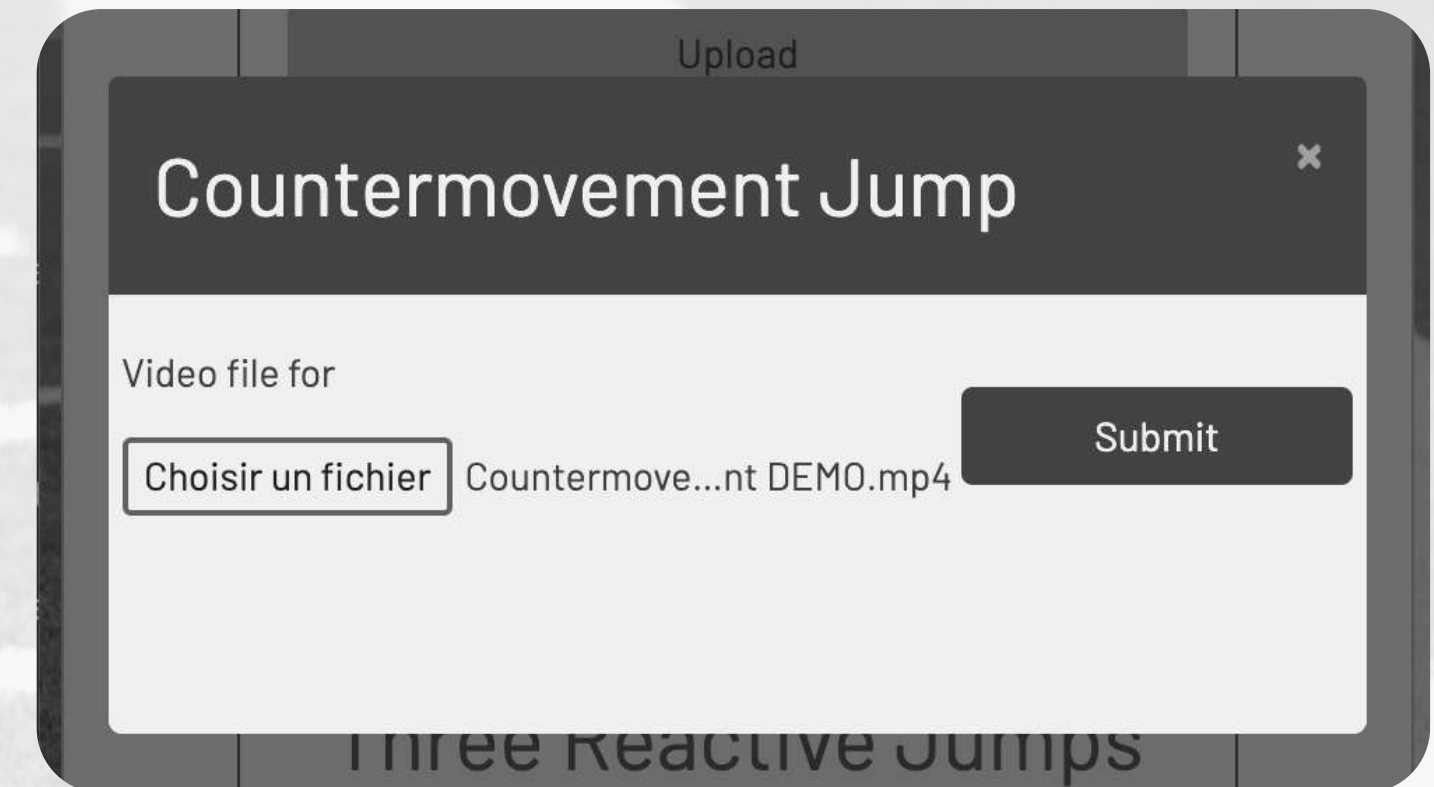 Upload
Countermovement Jump
×
Video file for
Submit
Choisir un fichier Countermove...nt DEMO.mp4
Three Reactive Jumps